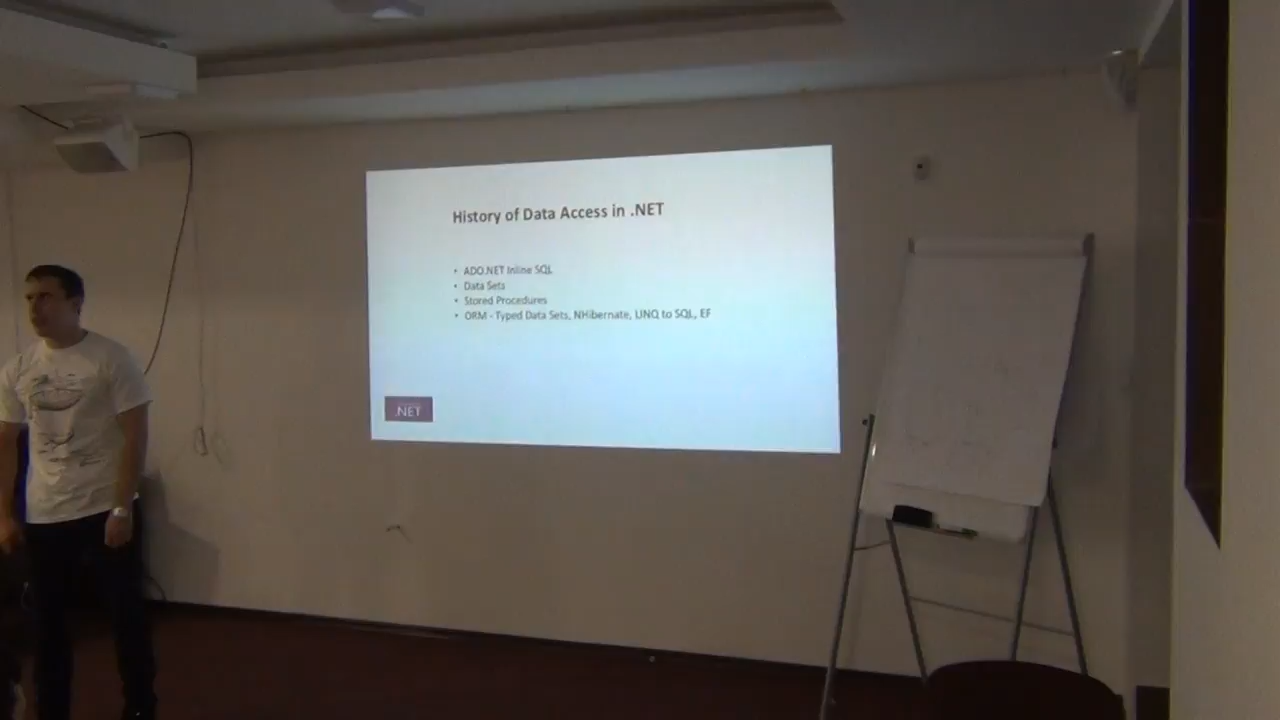 History of Data Access in .NET
• ADO.NET Inline SQL
• Data Sets
• Stored Procedures
• ORM - Typed Data Sets, NHibernate, LINQ to SQL, EF
.NET